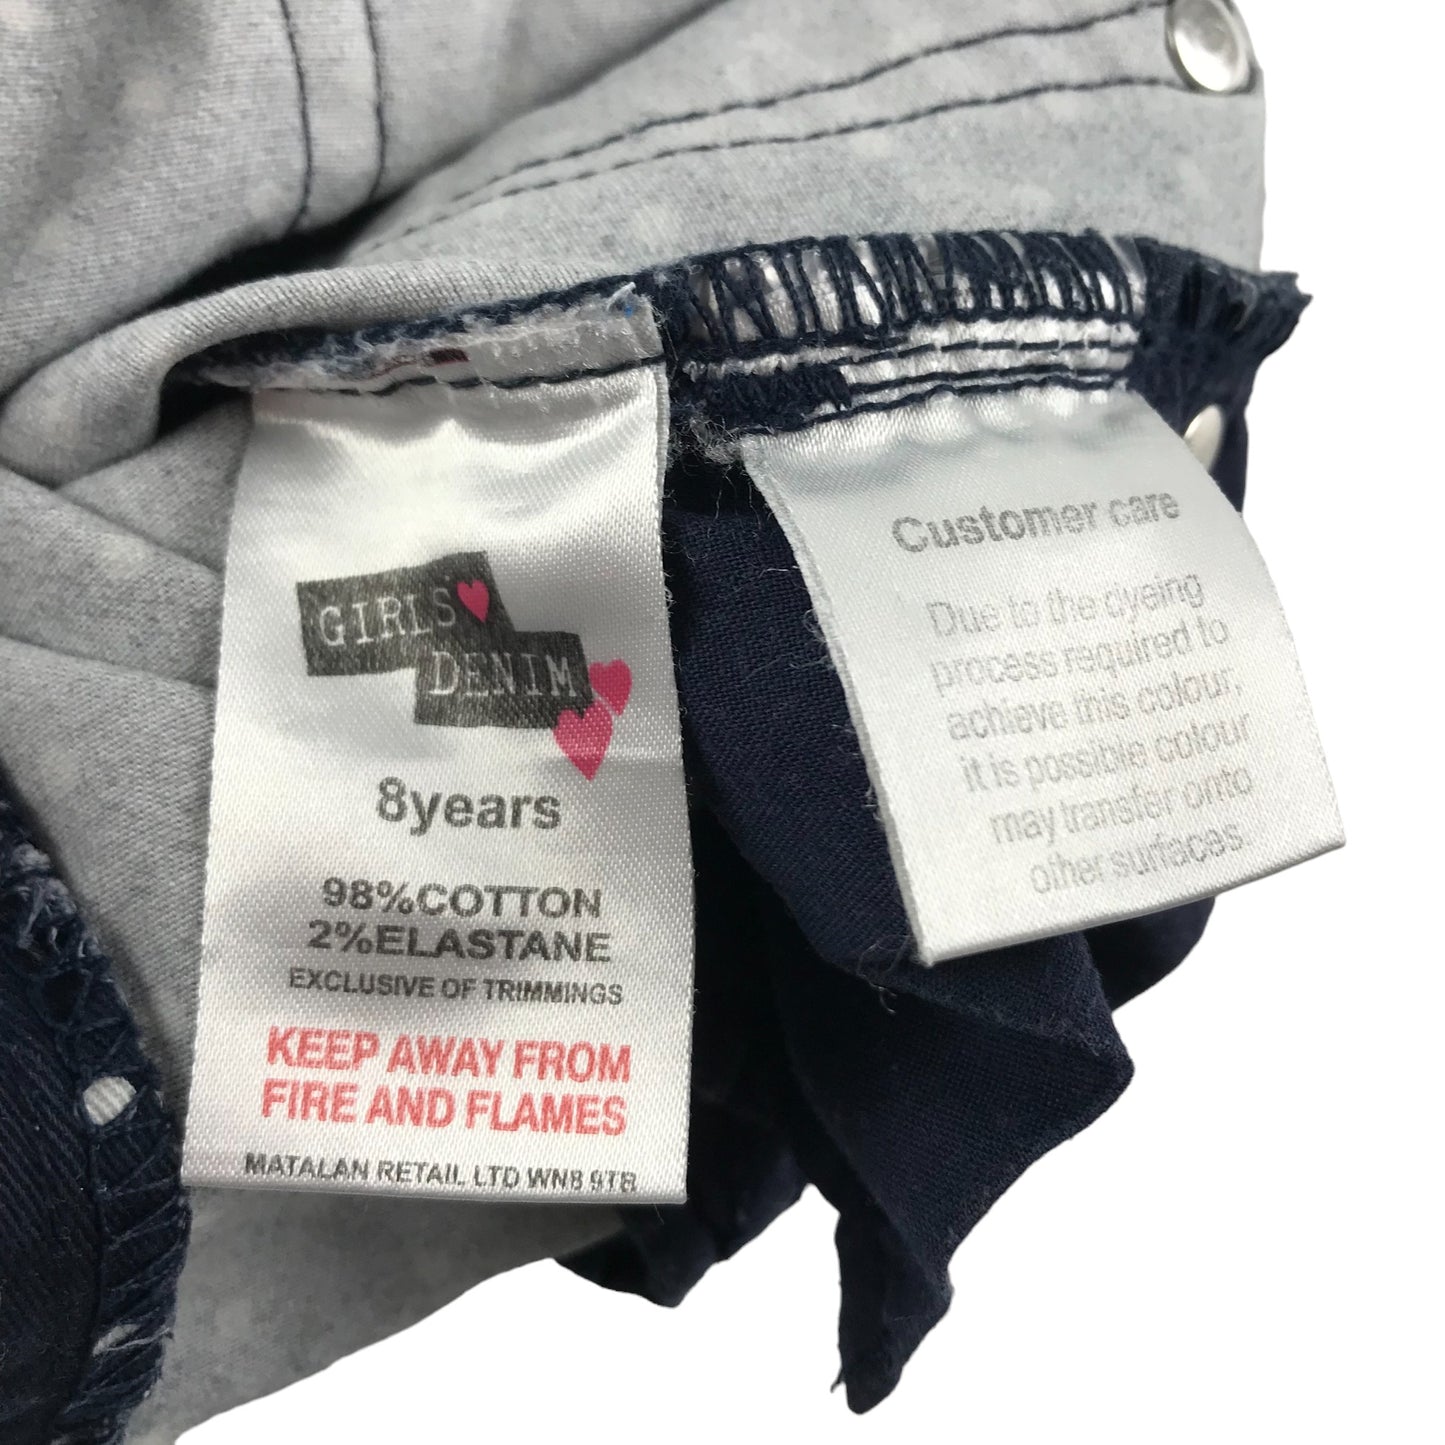 GIRLS
DENIM
8years
98%COTTON
2%ELASTANE
EXCLUSIVE OF TRIMMINGS
KEEP AWAY FROM
FIRE AND FLAMES
MATALAN RETAIL LTD WN8 9TB
Customer care
Due to the dyeing
process required to
achieve this colour,
it is possible colour
may transfer onto
other surfaces.